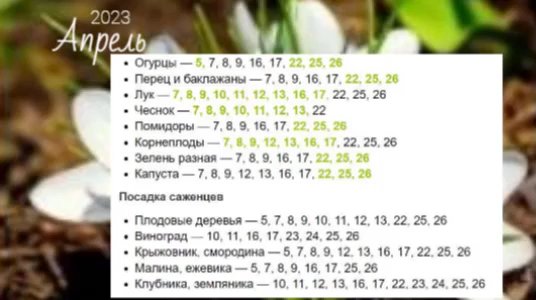 2023
Апрель
• Огурцы — 5, 7, 8, 9, 16, 17, 22, 25, 26
• Перец и баклажаны — 7, 8, 9, 16, 17, 22, 25, 26
• Лук — 7, 8, 9, 10, 11, 12, 13, 16, 17, 22, 25, 26
• Чеснок — 7, 8, 9, 10, 11, 12, 13, 22
• Помидоры — 7, 8, 9, 16, 17, 22, 25, 26
• Корнеплоды — 7, 8, 9, 12, 13, 16, 17, 22, 25, 26
• Зелень разная — 7, 8, 9, 16, 17, 22, 25, 26
• Капуста — 7, 8, 9, 12, 13, 16, 17, 22, 25, 26
Посадка саженцев
• Плодовые деревья — 5, 7, 8, 9, 10, 11, 12, 13, 22, 25, 26
• Виноград — 10, 11, 16, 17, 23, 24, 25, 26
• Крыжовник, смородина — 5, 7, 8, 9, 12, 13, 16, 17, 22, 25, 26
• Малина, ежевика — 5, 7, 8, 9, 16, 17, 25, 26
• Клубника, земляника — 10, 11, 12, 13, 16, 17, 22, 23, 24, 25, 26